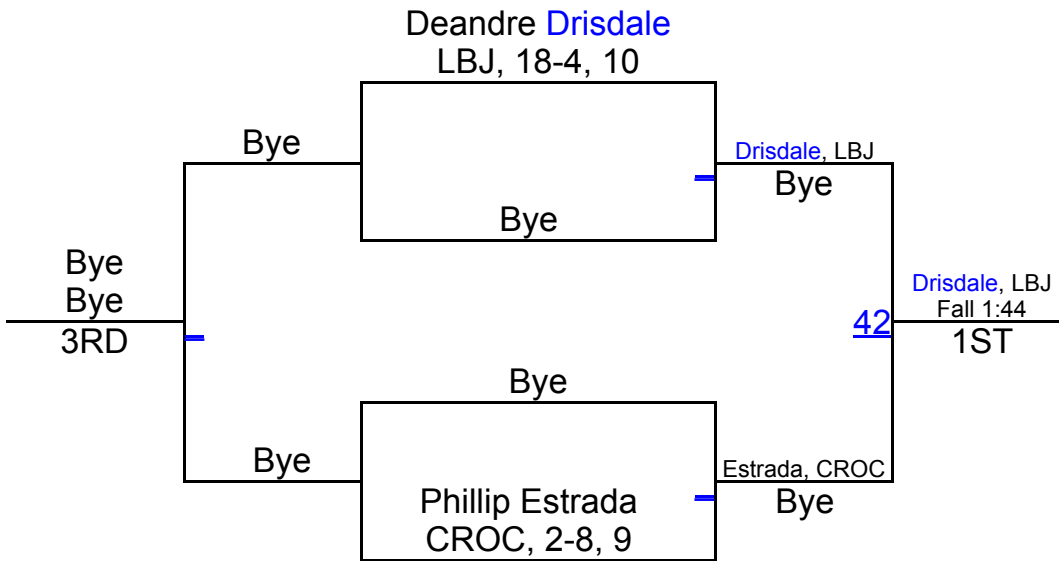 Deandre Drisdale
LBJ, 18-4, 10
Bye
Drisdale, LBJ
Bye
Bye
Bye
Bye
3RD
Drisdale, LBJ
Fall 1:44
42
1ST
Bye
Bye
Estrada, CROC
Bye
Phillip Estrada
CROC, 2-8, 9